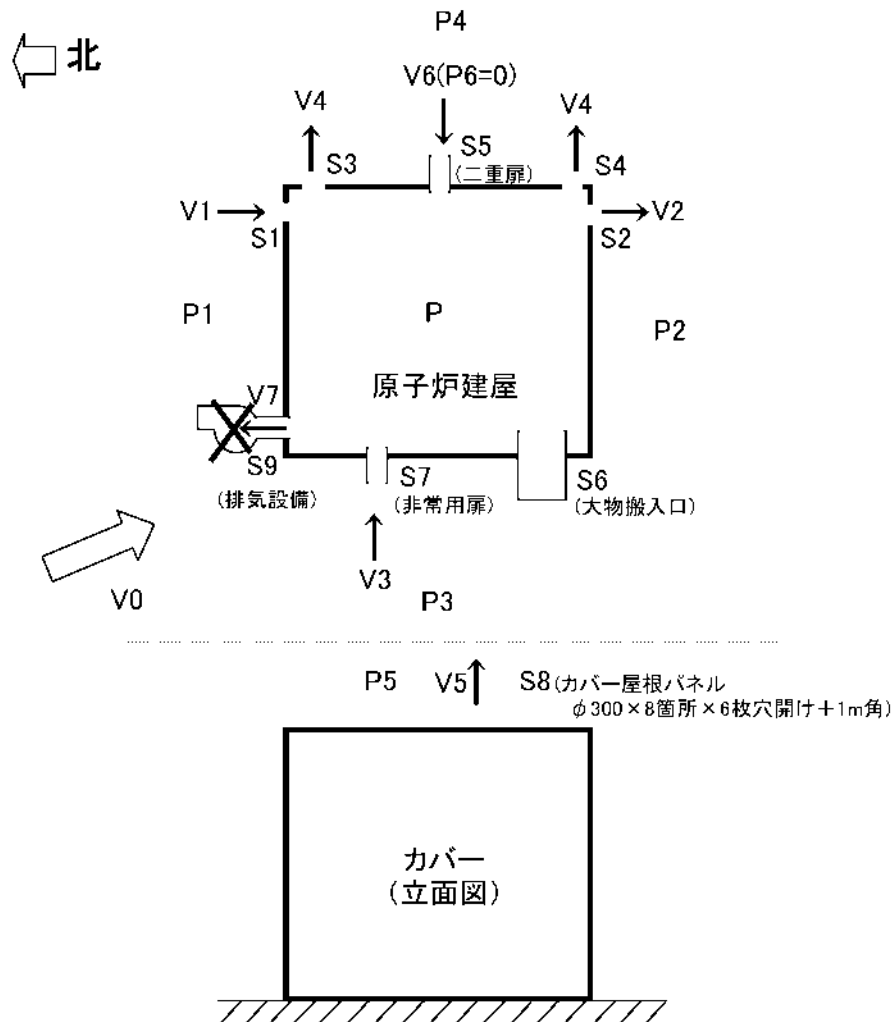 P4
北
V6(P6=0)
V4
V4
S5
(二重扉)
S3
S4
V1
V2
S1
S2
P1
P
P2
原子炉建屋
V7
S9
(排気設備)
S7
(非常用扉)
S6
(大物搬入口)
V0
V3
P3
P5
V5
S8(カバー屋根パネル
φ300×8箇所×6枚穴開け+1m角)
カバー
(立面図)